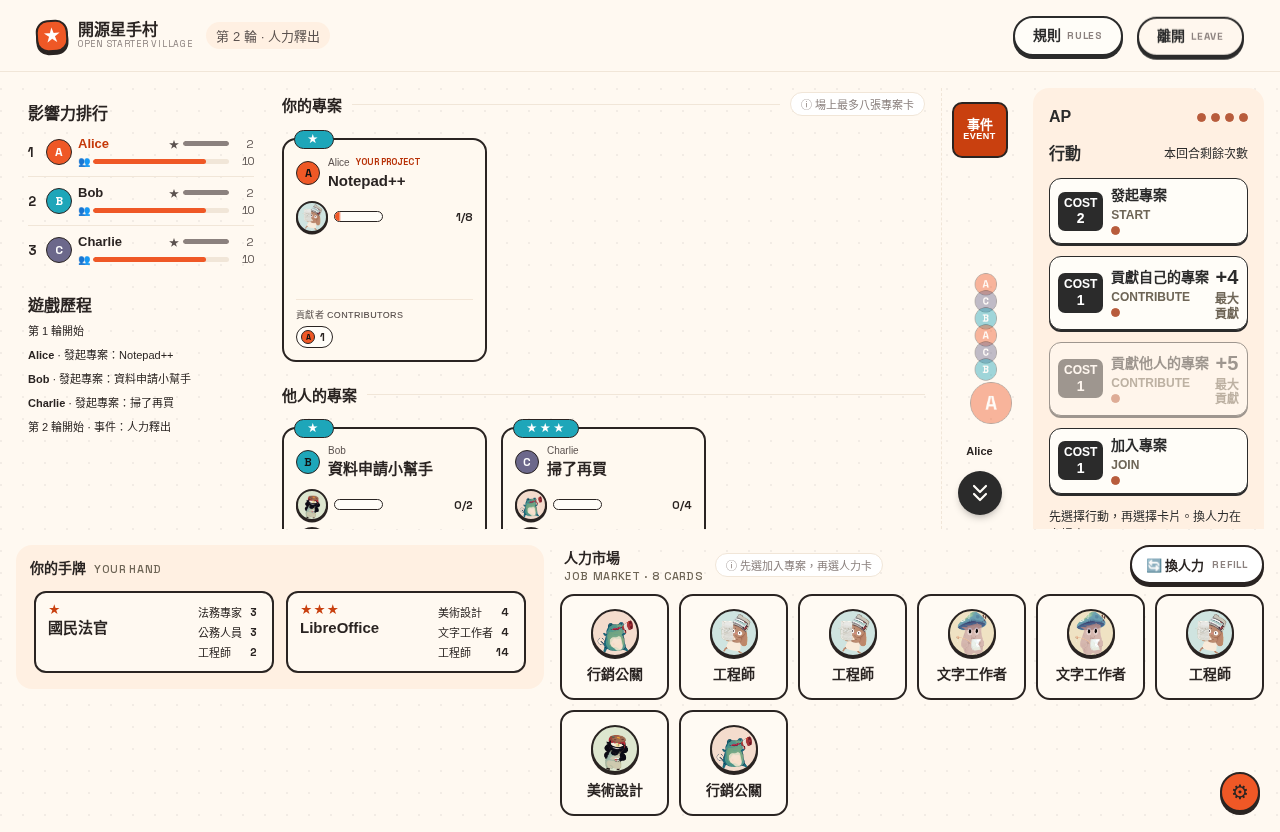 開源星手村
OPEN STARTER VILLAGE
第 2 輪 · 人力釋出
規則 RULES
離開 LEAVE
影響力排行
1 A Alice ★ 2
👥 10
2 B Bob ★ 2
👥 10
3 C Charlie ★ 2
👥 10
遊戲歷程
第 1 輪開始
Alice · 發起專案：Notepad++
Bob · 發起專案：資料申請小幫手
Charlie · 發起專案：掃了再買
第 2 輪開始 · 事件：人力釋出
你的專案
ⓘ 場上最多八張專案卡
★
A Alice YOUR PROJECT
Notepad++
1/8
貢獻者 CONTRIBUTORS
A 1
他人的專案
★
B Bob
資料申請小幫手
0/2
★ ★ ★
C Charlie
掃了再買
0/4
事件
EVENT
A
C
B
A
C
B
A
Alice
AP
行動 本回合剩餘次數
COST 2
發起專案
START
COST 1
貢獻自己的專案 +4
CONTRIBUTE 最大貢獻
COST 1
貢獻他人的專案 +5
CONTRIBUTE 最大貢獻
COST 1
加入專案
JOIN
先選擇行動，再選擇卡片。換人力在
你的手牌 YOUR HAND
★
國民法官
法務專家 3
公務人員 3
工程師 2
★★★
LibreOffice
美術設計 4
文字工作者 4
工程師 14
人力市場
JOB MARKET · 8 CARDS
ⓘ 先選加入專案，再選人力卡
🔄 換人力 REFILL
行銷公關
工程師
工程師
文字工作者
文字工作者
工程師
美術設計
行銷公關